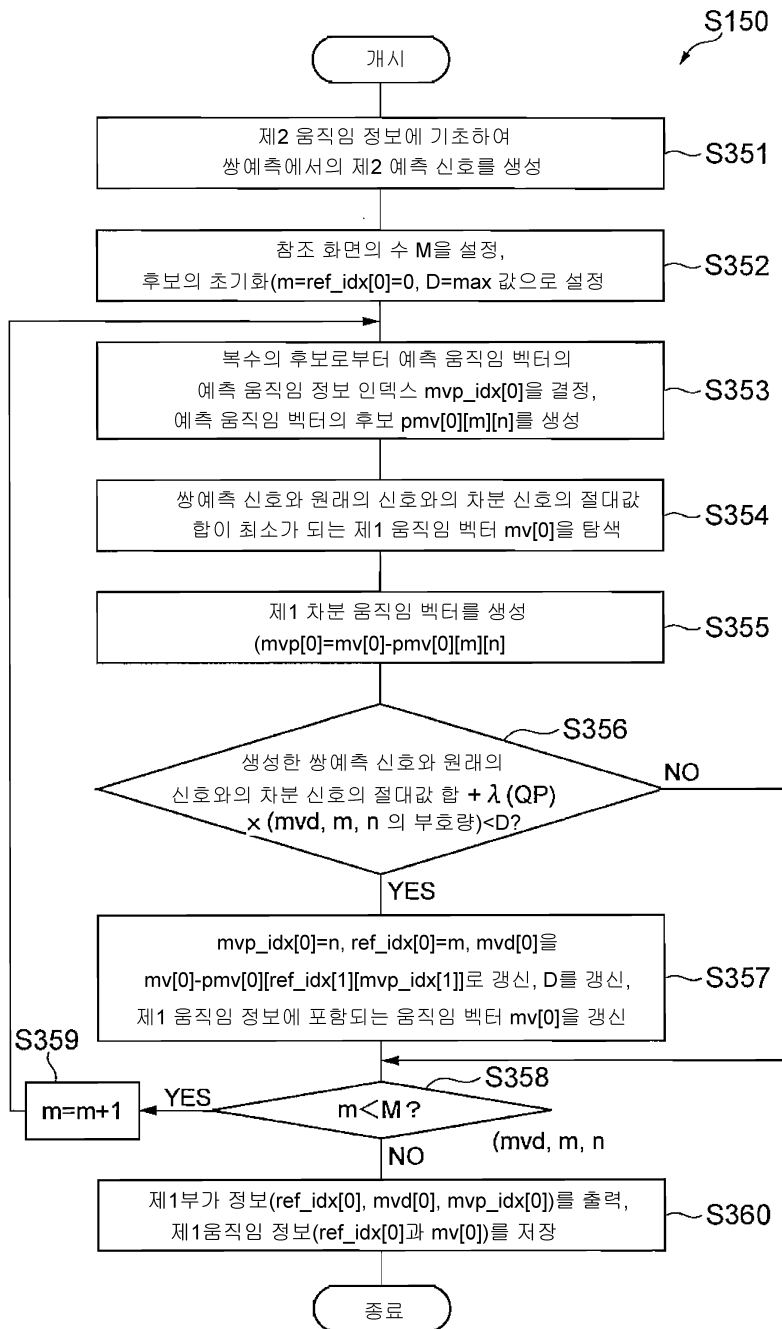 S150
개시
제2 움직임 정보에 기초하여
쌍예측에서의 제2 예측 신호를 생성
S351
참조 화면의 수 M을 설정,
후보의 초기화(m=ref_idx[0]=0, D=max 값으로 설정
S352
복수의 후보로부터 예측 움직임 벡터의
예측 움직임 정보 인덱스 mvp_idx[0]을 결정,
예측 움직임 벡터의 후보 pmv[0][m][n]를 생성
S353
쌍예측 신호와 원래의 신호와의 차분 신호의 절대값
합이 최소가 되는 제1 움직임 벡터 mv[0]을 탐색
S354
제1 차분 움직임 벡터를 생성
(mvp[0]=mv[0]-pmv[0][m][n]
S355
S356
생성한 쌍예측 신호와 원래의
신호와의 차분 신호의 절대값 합 + λ (QP)
× (mvd, m, n 의 부호량)<D?
NO
YES
mvp_idx[0]=n, ref_idx[0]=m, mvd[0]을
mv[0]-pmv[0][ref_idx[1][mvp_idx[1]]로 갱신, D를 갱신,
제1 움직임 정보에 포함되는 움직임 벡터 mv[0]을 갱신
S357
S359
m=m+1
YES
S358
m<M?
(mvd, m, n
NO
제1부가 정보(ref_idx[0], mvd[0], mvp_idx[0])를 출력,
제1움직임 정보(ref_idx[0]과 mv[0])를 저장
S360
종료